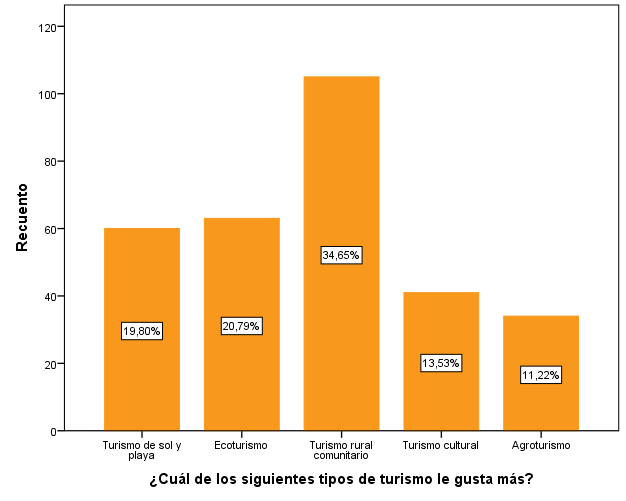 120
100
80
60
40
20
0
Recuento
19,80%
20,79%
34,65%
13,53%
11,22%
Turismo de sol y
playa
Ecoturismo
Turismo rural
comunitario
Turismo cultural
Agroturismo
¿Cuál de los siguientes tipos de turismo le gusta más?